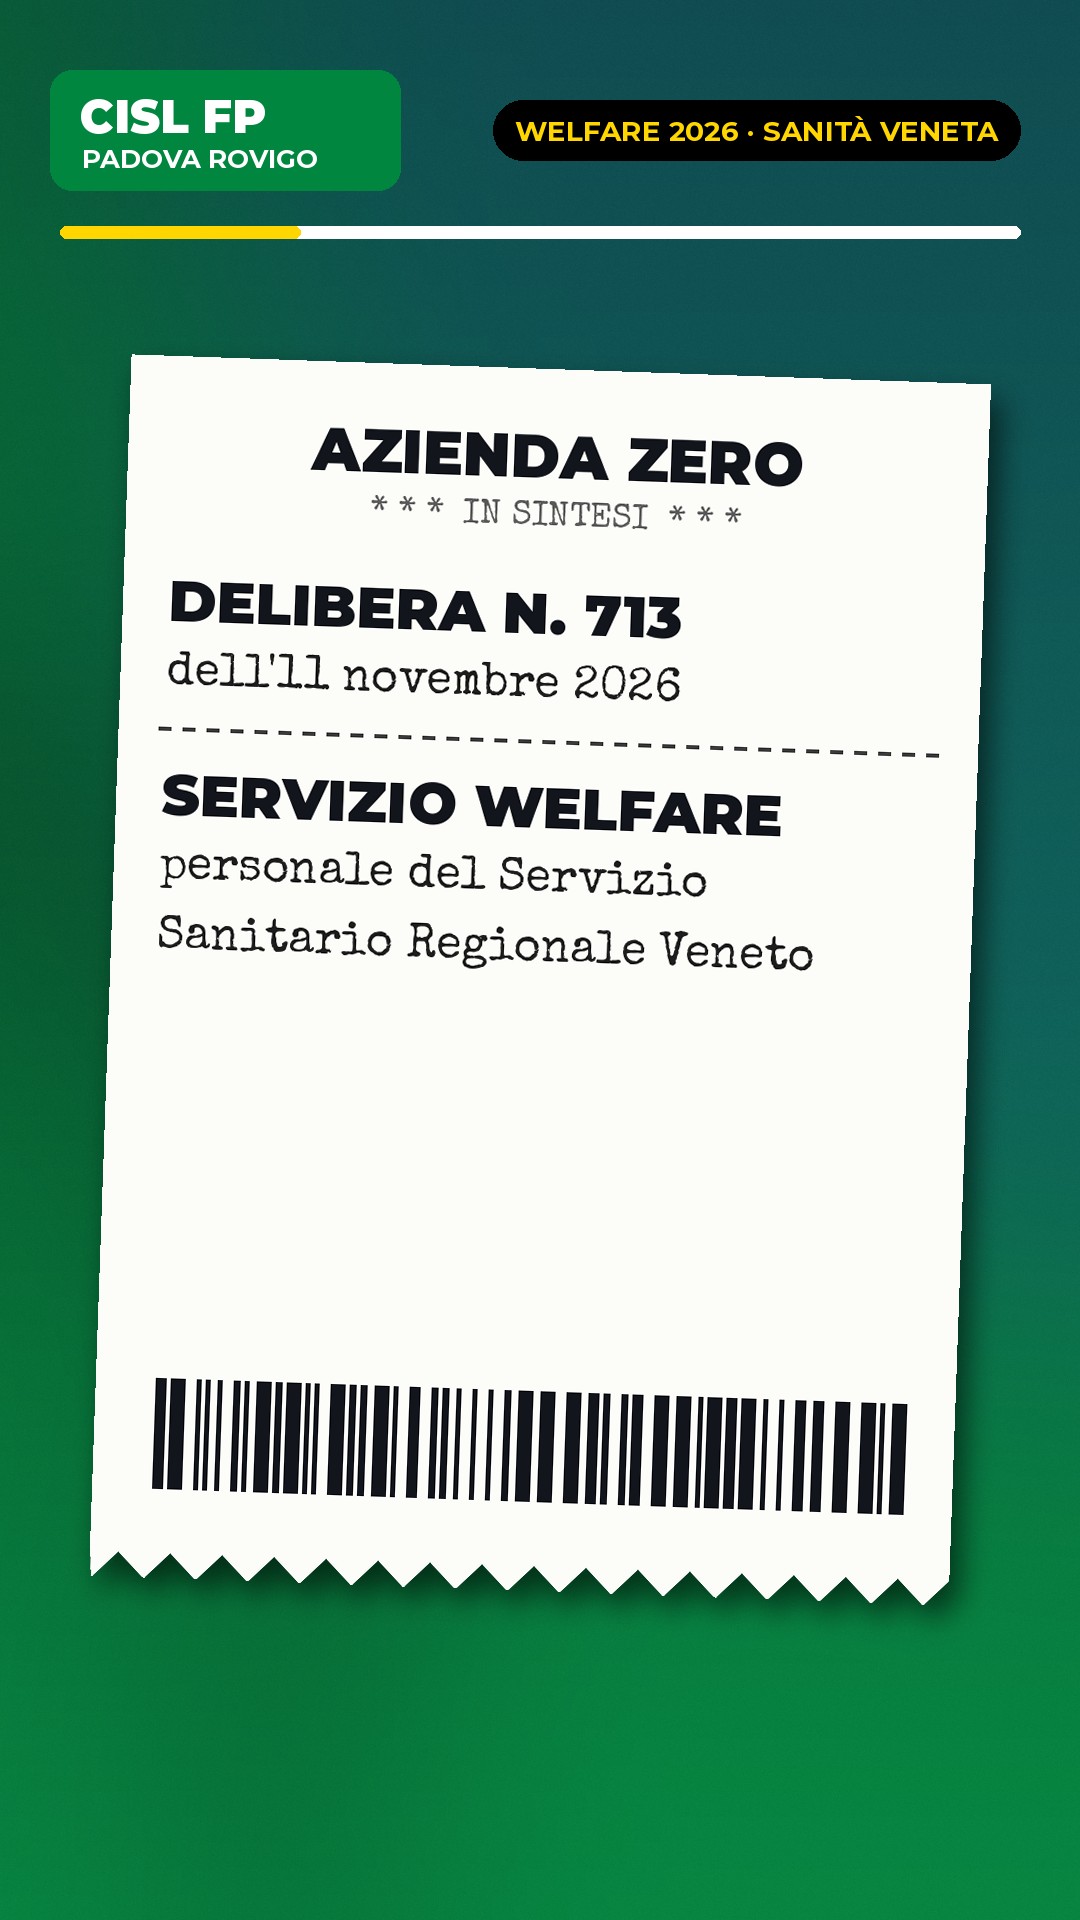 CISL FP
PADOVA ROVIGO
WELFARE 2026 · SANITÀ VENETA
AZIENDA ZERO
*** IN SINTESI ***
DELIBERA N. 713
dell'11 novembre 2026
SERVIZIO WELFARE
personale del Servizio
Sanitario Regionale Veneto